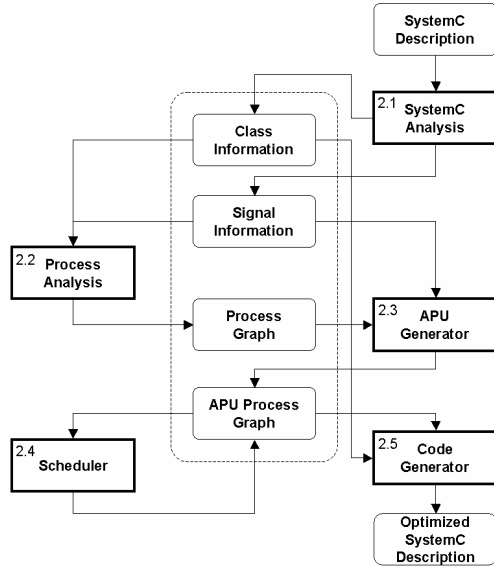 SystemC
Description
2.1
SystemC
Analysis
Class
Information
Signal
Information
2.2
Process
Analysis
Process
Graph
2.3
APU
Generator
APU Process
Graph
2.4
Scheduler
2.5
Code
Generator
Optimized
SystemC
Description